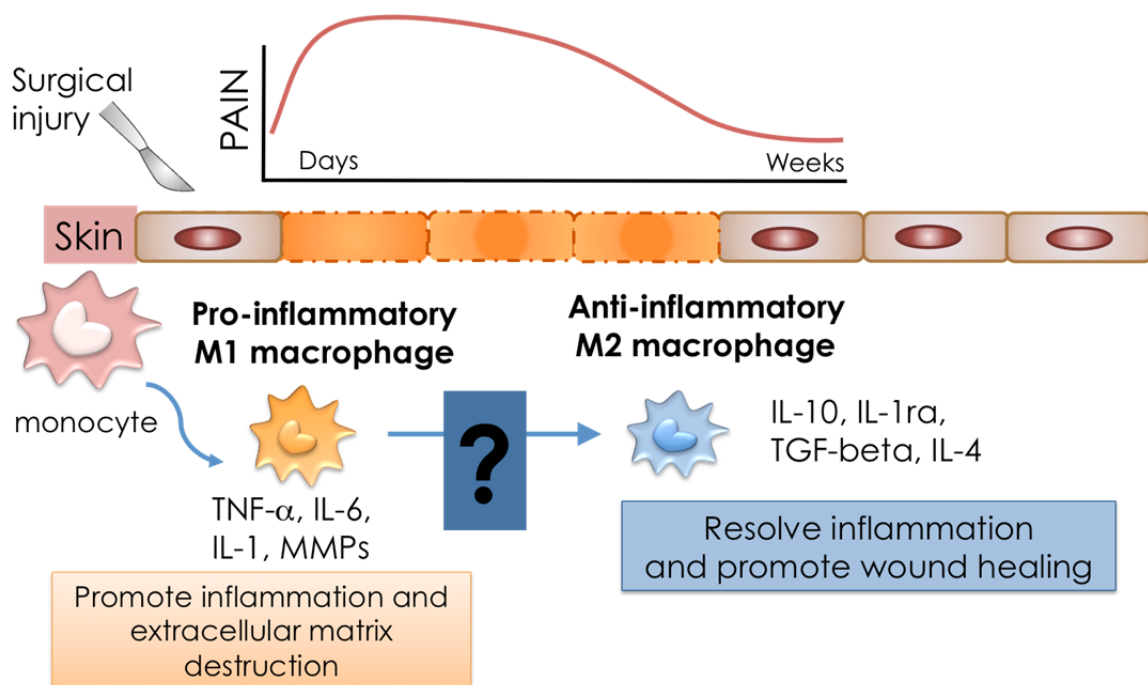 Surgical
injury
PAIN
Days
Weeks
Skin
monocyte
Pro-inflammatory
M1 macrophage
TNF-α, IL-6,
IL-1, MMPs
Promote inflammation and
extracellular matrix
destruction
?
Anti-inflammatory
M2 macrophage
IL-10, IL-1ra,
TGF-beta, IL-4
Resolve inflammation
and promote wound healing